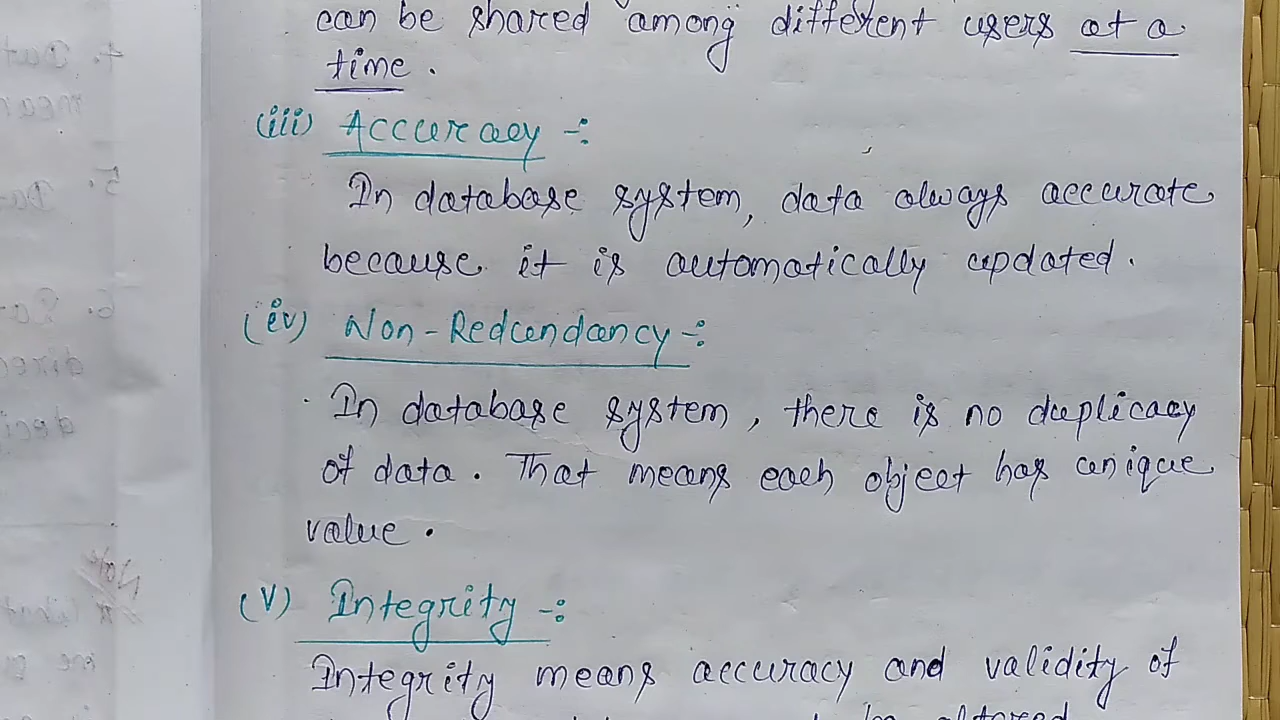 can be shared among different users at a
time.
(iii) Accuracy -:
In database system, data always accurate
because it is automatically updated.
(iv) Non-Redundancy -:
In database system, there is no duplicacy
of data. That means each object has unique
value.
(v) Integrity -:
Integrity means accuracy and validity of
be altered